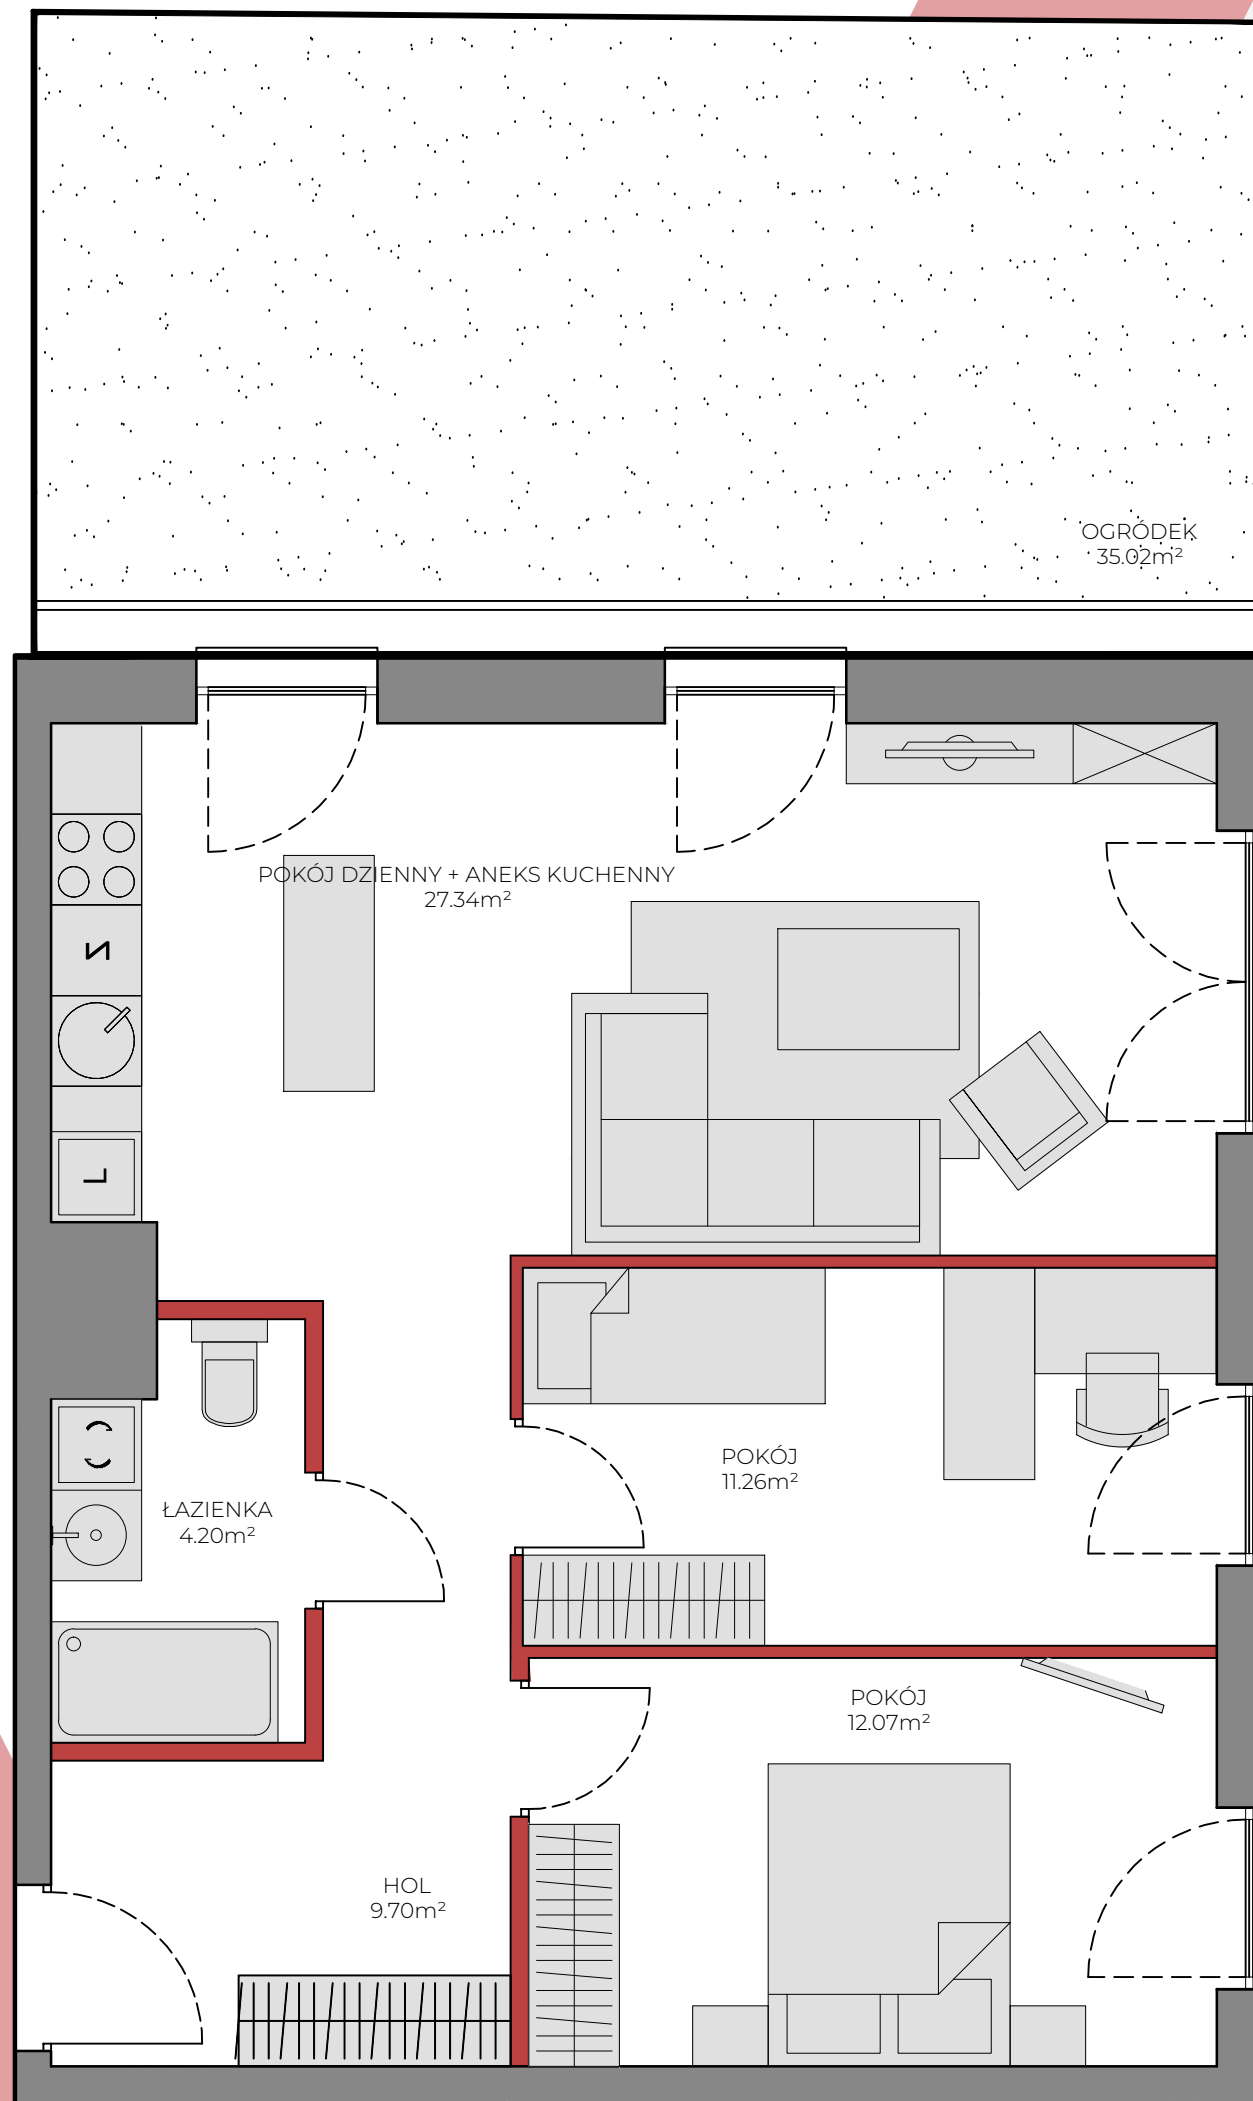 OGRÓDEK
35.02m²
POKÓJ DZIENNY + ANEKS KUCHENNY
27.34m²
Z
L
POKÓJ
11.26m²
ŁAZIENKA
4.20m²
POKÓJ
12.07m²
HOL
9.70m²